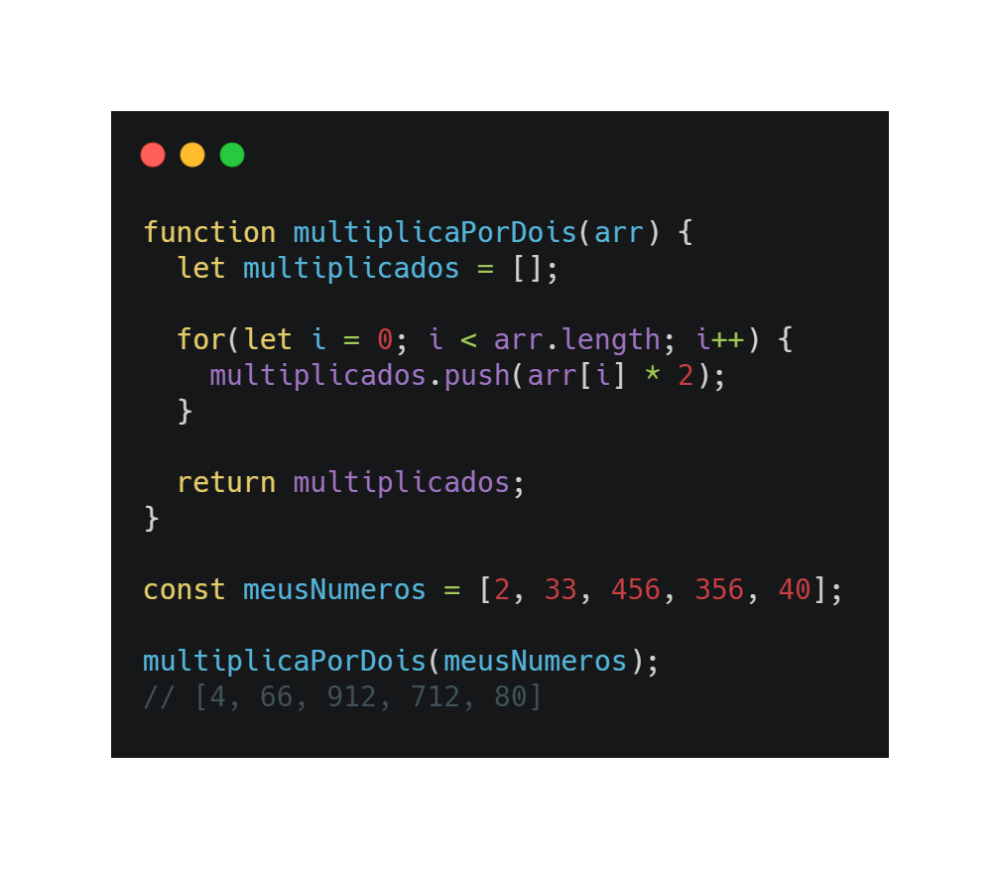 function multiplicaPorDois(arr) {
  let multiplicados = [];

  for(let i = 0; i < arr.length; i++) {
    multiplicados.push(arr[i] * 2);
  }

  return multiplicados;
}

const meusNumeros = [2, 33, 456, 356, 40];

multiplicaPorDois(meusNumeros);
// [4, 66, 912, 712, 80]